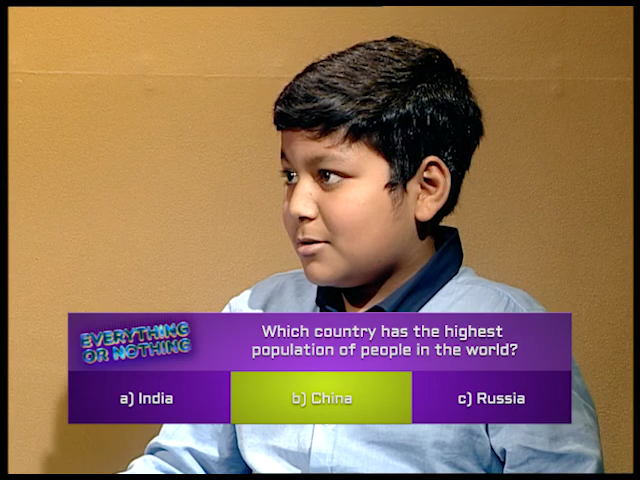 EVERYTHING
OR NOTHING
Which country has the highest
population of people in the world?
a) India
b) China
c) Russia